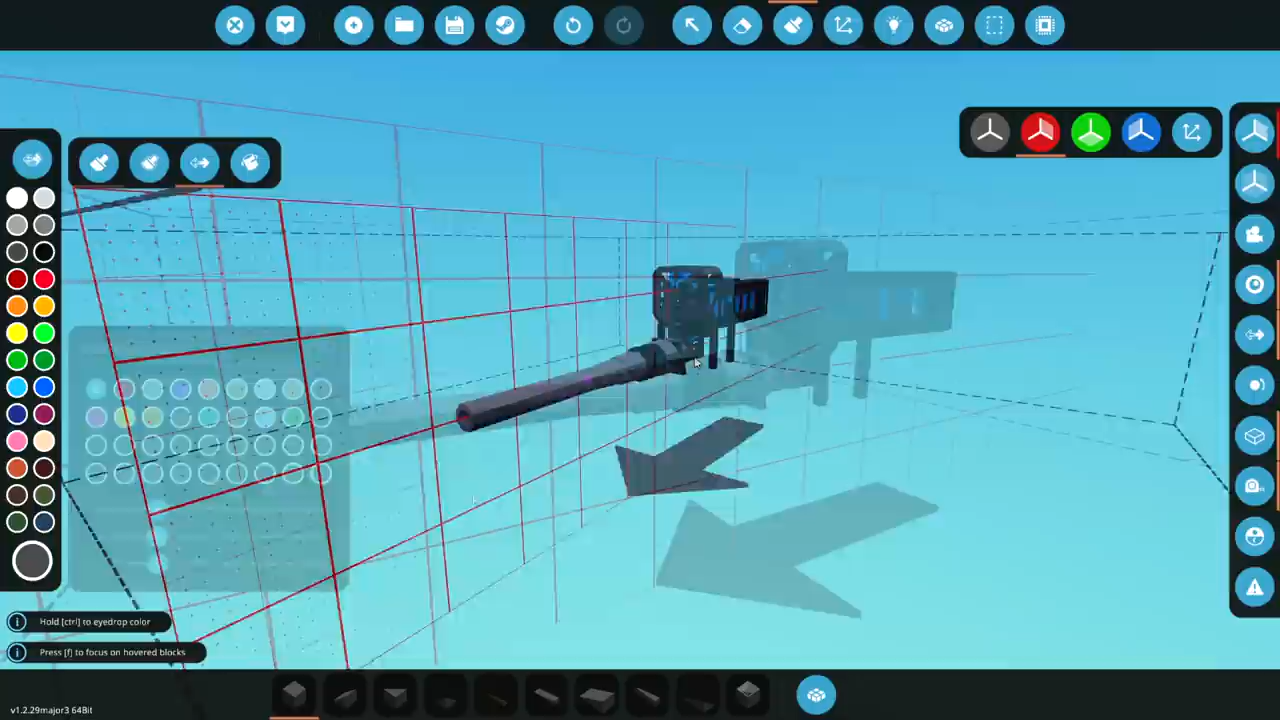 Hold [ctrl] to eyedrop color
Press [f] to focus on hovered blocks
v1.2.29major3 64Bit